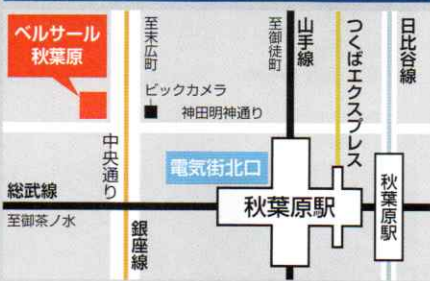 ベルサール
秋葉原
至末広町
ビックカメラ
神田明神通り
至御徒町
山手線
つくばエクスプレス
日比谷線
中央通り
電気街北口
総武線
至御茶ノ水
銀座線
秋葉原駅
秋葉原駅